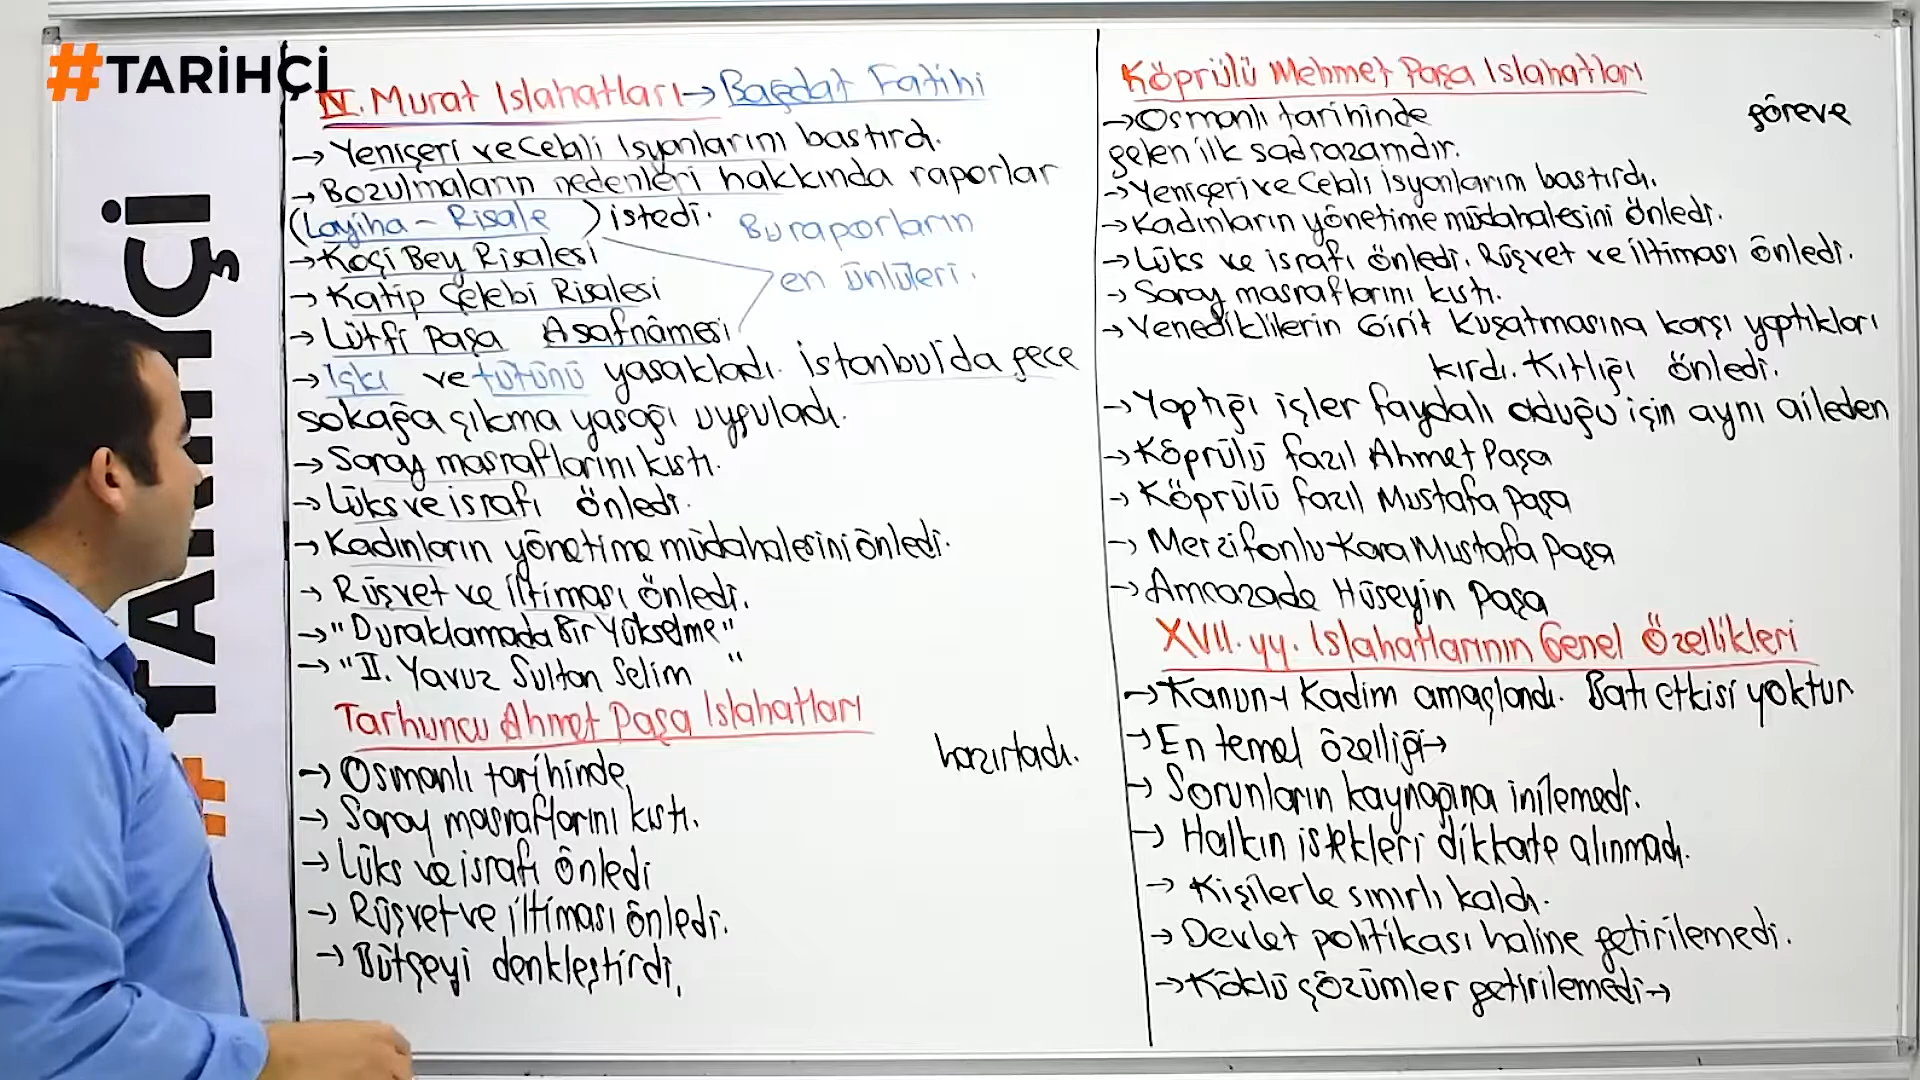 #TARİHÇİ
#TARİHÇİ
IV. Murat Islahatları → Bağdat Fatihi
→ Yeniçeri ve Celali İsyanlarını bastırdı.
→ Bozulmaların nedenleri hakkında raporlar
(Layiha - Risale ) istedi.
Bu raporların
en ünlüleri.
→ Koçi Bey Risalesi
→ Katip Çelebi Risalesi
→ Lütfi Paşa Asafnâmesi
→ İçki ve tütünü yasakladı. İstanbul'da gece
sokağa çıkma yasağı uyguladı.
→ Saray masraflarını kıstı.
→ Lüks ve israfı önledi.
→ Kadınların yönetime müdahalesini önledi.
→ Rüşvet ve iltiması önledi.
→ "Duraklamada Bir Yükselme"
→ "II. Yavuz Sultan Selim "
Tarhuncu Ahmet Paşa Islahatları
→ Osmanlı tarihinde hazırladı.
→ Saray masraflarını kıstı.
→ Lüks ve israfı önledi
→ Rüşvet ve iltiması önledi.
→ Bütçeyi denkleştirdi.
Köprülü Mehmet Paşa Islahatları
→ Osmanlı tarihinde göreve
gelen ilk sadrazamdır.
→ Yeniçeri ve Celali isyanlarını bastırdı.
→ Kadınların yönetime müdahalesini önledi.
→ Lüks ve israfı önledi. Rüşvet ve iltiması önledi.
→ Saray masraflarını kıstı.
→ Venediklilerin Girit Kuşatmasına karşı yaptıkları
kırdı. Kıtlığı önledi.
→ Yaptığı işler faydalı olduğu için aynı aileden
→ Köprülü fazıl Ahmet Paşa
→ Köprülü fazıl Mustafa Paşa
→ Merzifonlu Kara Mustafa Paşa
→ Amcazade Hüseyin Paşa
XVII. yy. Islahatlarının Genel Özellikleri
→ Kanun-ı Kadim amaçlandı. Batı etkisi yoktur
→ En temel özelliği →
→ Sorunların kaynağına inilemedi.
→ Halkın istekleri dikkate alınmadı.
→ Kişilerle sınırlı kaldı.
→ Devlet politikası haline getirilemedi.
→ Köklü çözümler getirilemedi →